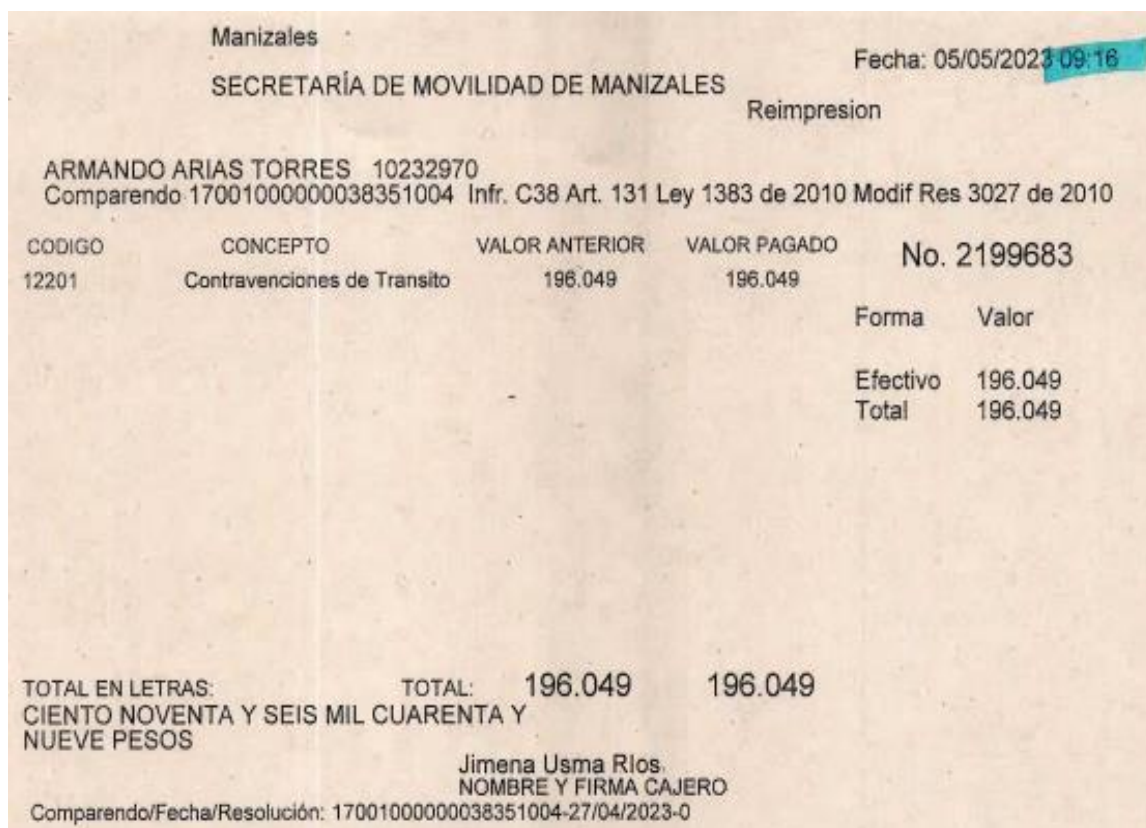 Manizales
Fecha: 05/05/2023 09:16
SECRETARÍA DE MOVILIDAD DE MANIZALES
Reimpresion
ARMANDO ARIAS TORRES 10232970
Comparendo 17001000000038351004 Infr. C38 Art. 131 Ley 1383 de 2010 Modif Res 3027 de 2010
CODIGO CONCEPTO VALOR ANTERIOR VALOR PAGADO No. 2199683
12201 Contravenciones de Transito 196.049 196.049
Forma Valor
Efectivo 196.049
Total 196.049
TOTAL EN LETRAS: TOTAL: 196.049 196.049
CIENTO NOVENTA Y SEIS MIL CUARENTA Y
NUEVE PESOS
Jimena Usma RIos
NOMBRE Y FIRMA CAJERO
Comparendo/Fecha/Resolución: 17001000000038351004-27/04/2023-0